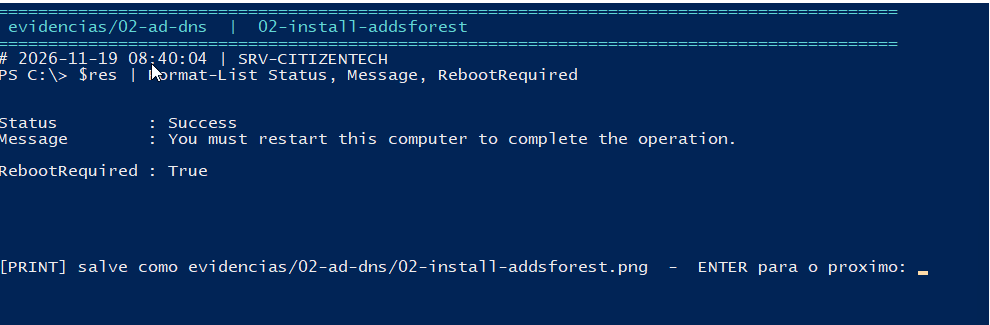 ==========================================================================================
evidencias/02-ad-dns | 02-install-addsforest
==========================================================================================
# 2026-11-19 08:40:04 | SRV-CITIZENTECH
PS C:\> $res | Format-List Status, Message, RebootRequired
Status : Success
Message : You must restart this computer to complete the operation.
RebootRequired : True
[PRINT] salve como evidencias/02-ad-dns/02-install-addsforest.png - ENTER para o proximo: _